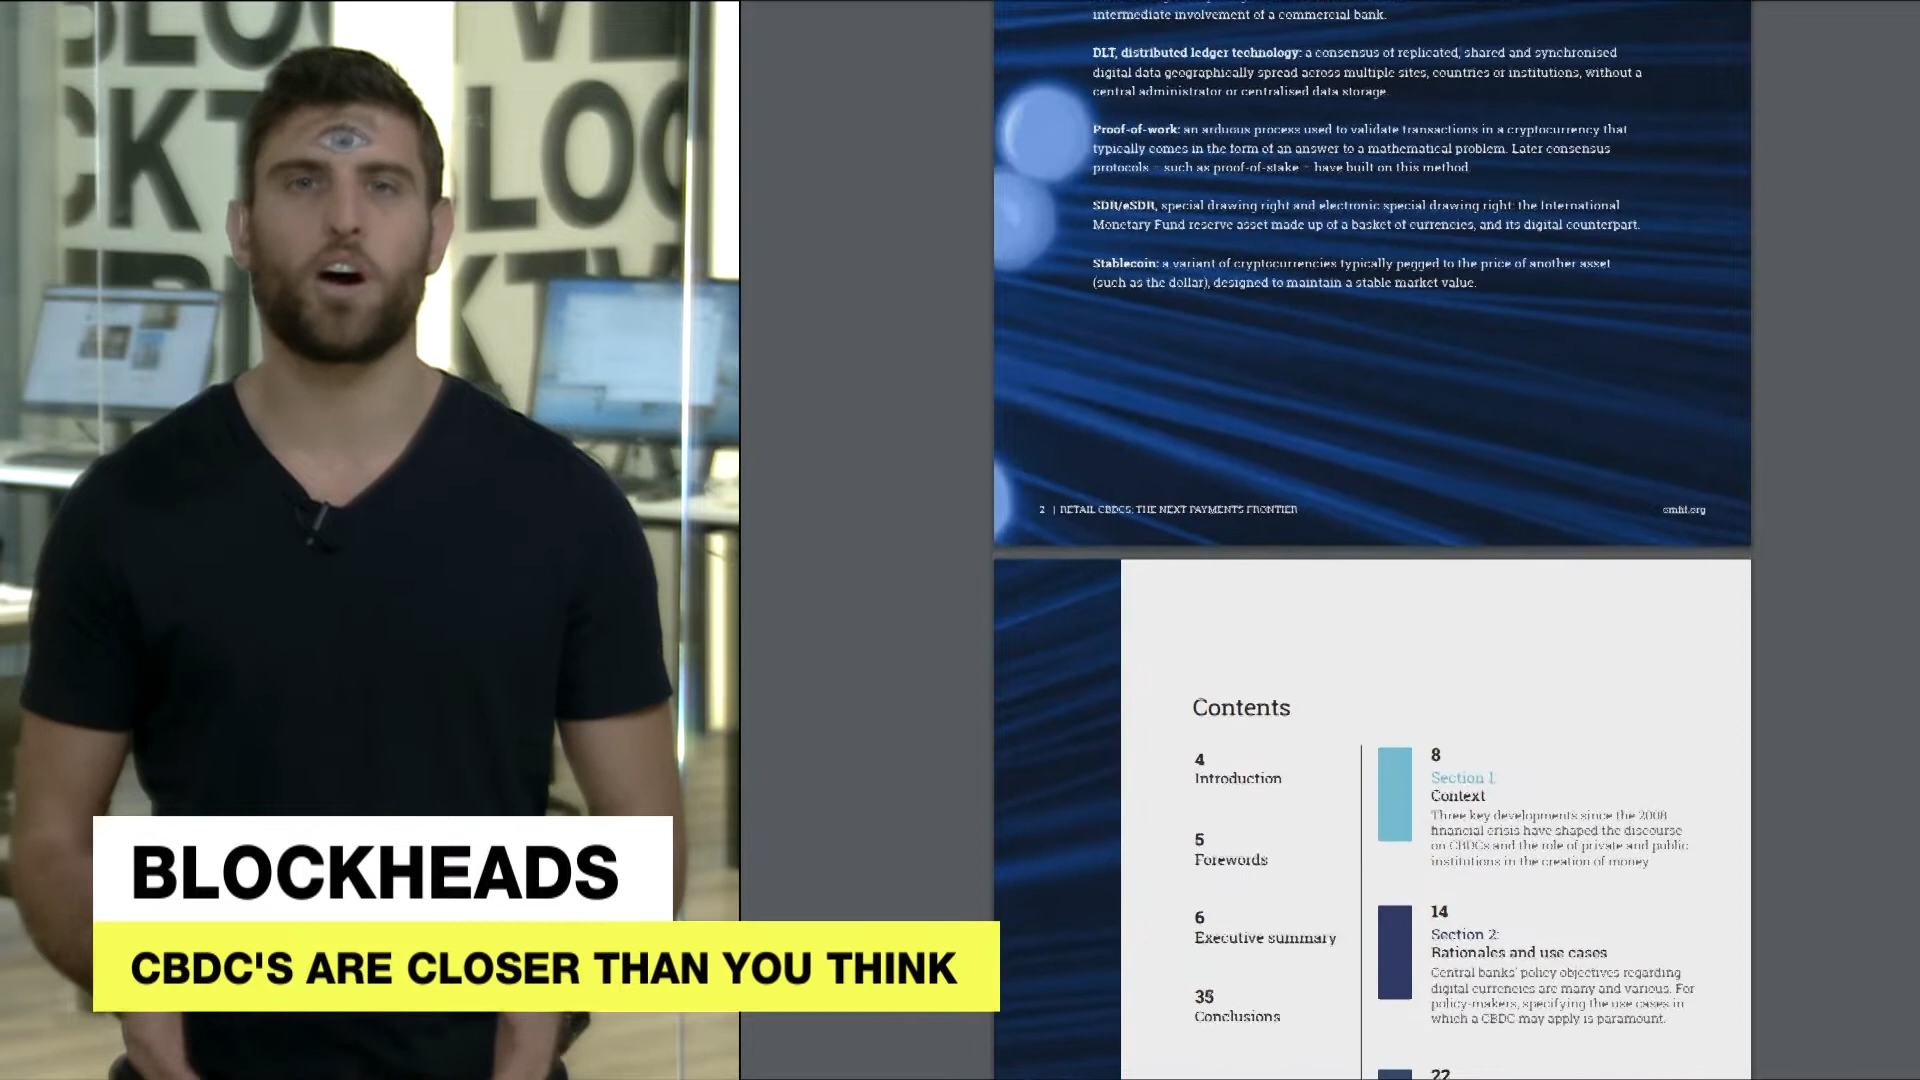 BLO
VE
CKT
LOC
CK
CKTV
BLOCKHEADS
CBDC'S ARE CLOSER THAN YOU THINK
intermediate involvement of a commercial bank.
DLT, distributed ledger technology: a consensus of replicated, shared and synchronised
digital data geographically spread across multiple sites, countries or institutions, without a
central administrator or centralised data storage.
Proof-of-work: an arduous process used to validate transactions in a cryptocurrency that
typically comes in the form of an answer to a mathematical problem. Later consensus
protocols – such as proof-of-stake – have built on this method.
SDR/eSDR, special drawing right and electronic special drawing right: the International
Monetary Fund reserve asset made up of a basket of currencies, and its digital counterpart.
Stablecoin: a variant of cryptocurrencies typically pegged to the price of another asset
(such as the dollar), designed to maintain a stable market value.
2 | RETAIL CBDCS: THE NEXT PAYMENTS FRONTIER
omfif.org
Contents
4
Introduction
5
Forewords
6
Executive summary
35
Conclusions
8
Section 1:
Context
Three key developments since the 2008
financial crisis have shaped the discourse
on CBDCs and the role of private and public
institutions in the creation of money
14
Section 2:
Rationales and use cases
Central banks' policy objectives regarding
digital currencies are many and various. For
policy-makers, specifying the use cases in
which a CBDC may apply is paramount.
22